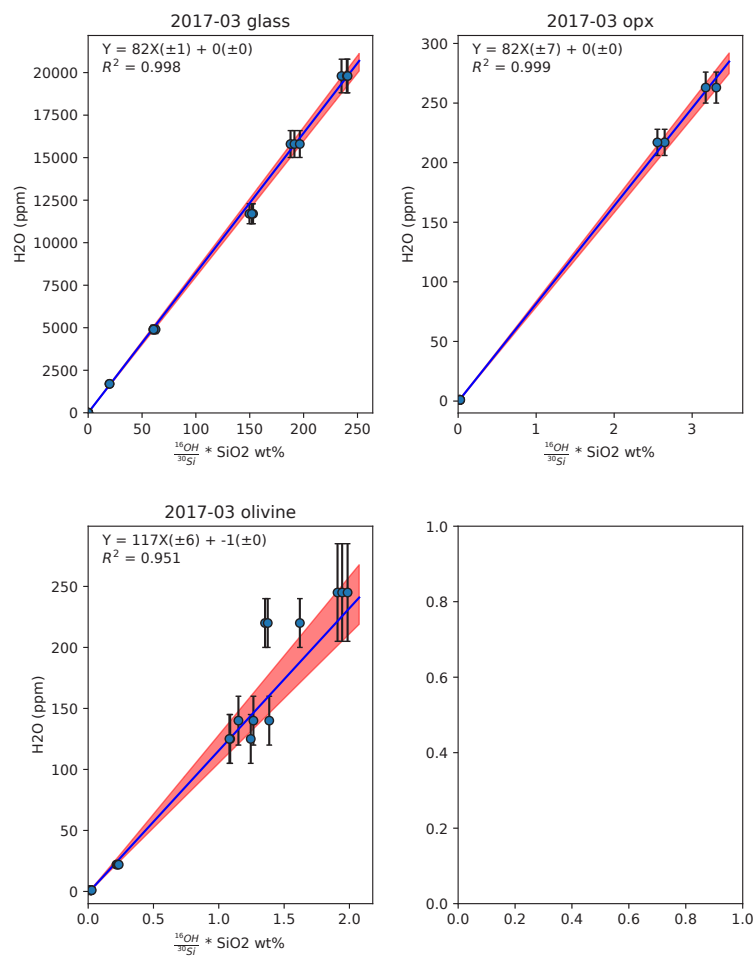 2017-03 glass
Y = 82X(±1) + 0(±0)
R² = 0.998
20000
17500
15000
12500
10000
7500
5000
2500
0
H2O (ppm)
0 50 100 150 200 250
16OH/30Si * SiO2 wt%
2017-03 opx
Y = 82X(±7) + 0(±0)
R² = 0.999
300
250
200
150
100
50
0
H2O (ppm)
0 1 2 3
16OH/30Si * SiO2 wt%
2017-03 olivine
Y = 117X(±6) + -1(±0)
R² = 0.951
250
200
150
100
50
0
H2O (ppm)
0.0 0.5 1.0 1.5 2.0
16OH/30Si * SiO2 wt%
1.0
0.8
0.6
0.4
0.2
0.0
0.0 0.2 0.4 0.6 0.8 1.0